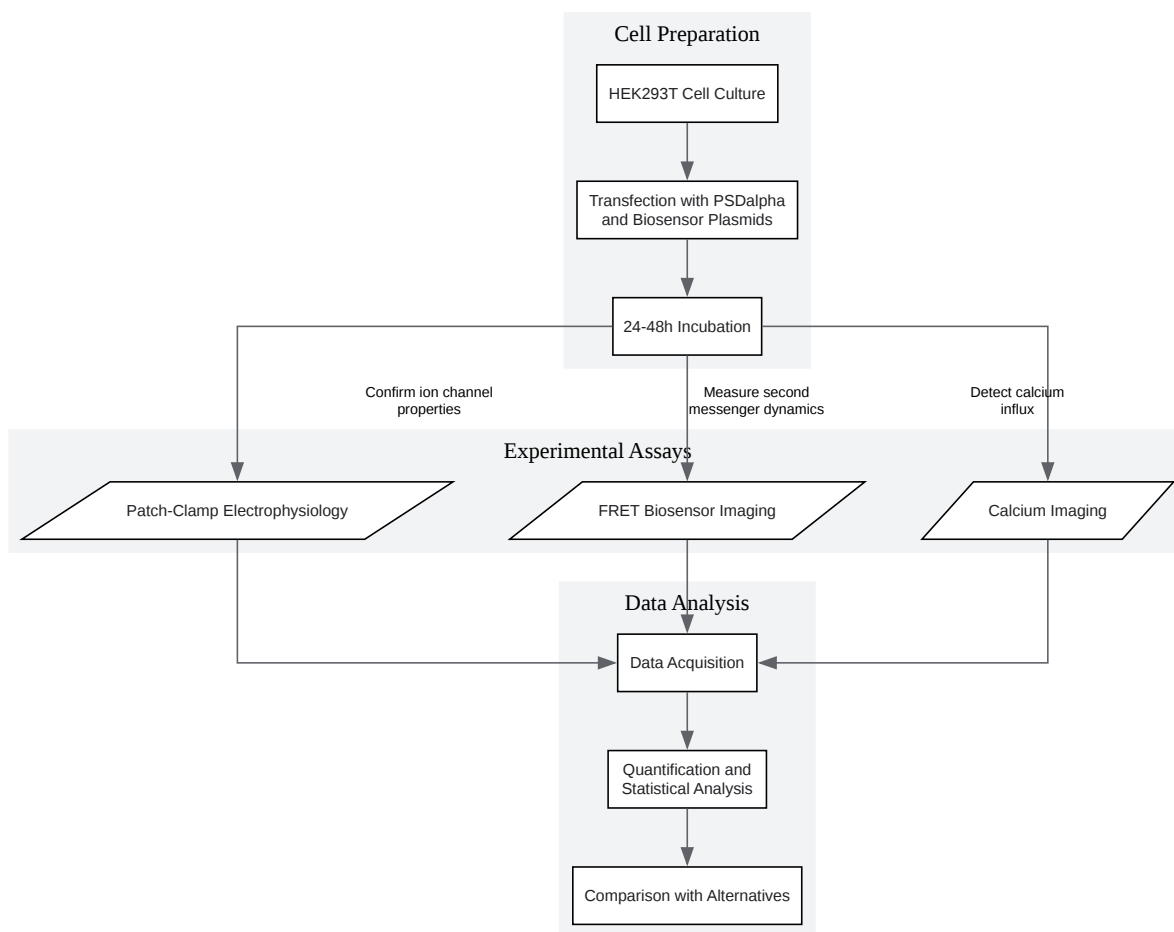 Cell Preparation
HEK293T Cell Culture
Transfection with PSDalpha
and Biosensor Plasmids
24-48h Incubation
Confirm ion channel
properties
Measure second
messenger dynamics
Detect calcium
influx
Experimental Assays
Patch-Clamp Electrophysiology
FRET Biosensor Imaging
Calcium Imaging
Data Analysis
Data Acquisition
Quantification and
Statistical Analysis
Comparison with Alternatives